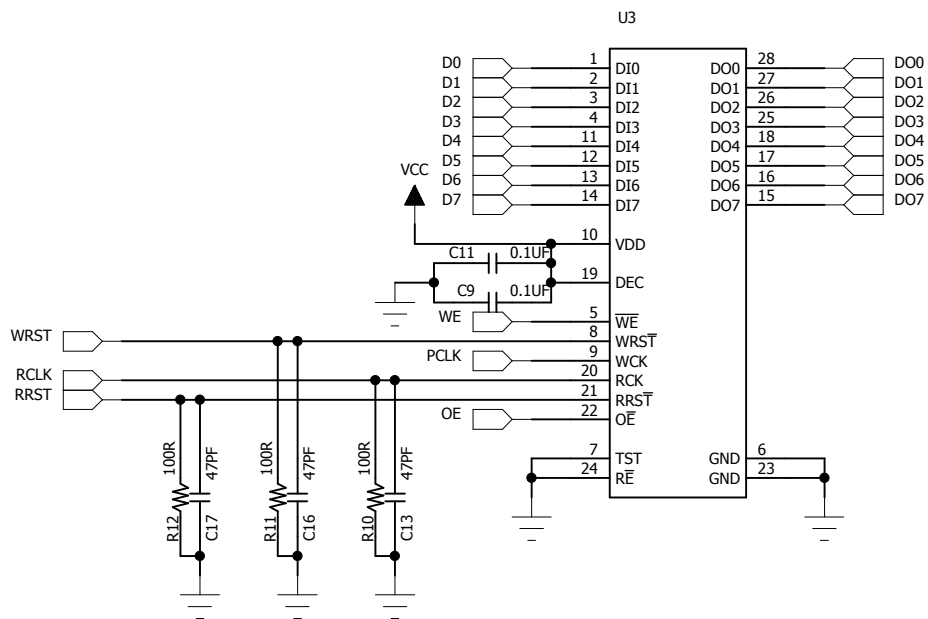 U3
D0 1 DI0 DO0 28 DO0
D1 2 DI1 DO1 27 DO1
D2 3 DI2 DO2 26 DO2
D3 4 DI3 DO3 25 DO3
D4 11 DI4 DO4 18 DO4
D5 12 DI5 DO5 17 DO5
D6 13 DI6 DO6 16 DO6
D7 14 DI7 DO7 15 DO7
VCC
10 VDD
C11 0.1UF
19 DEC
C9 0.1UF
WE 5 WE
WRST 8 WRST
PCLK 9 WCK
RCLK 20 RCK
RRST 21 RRST
OE 22 OE
7 TST GND 6
24 RE GND 23
100R 47PF 100R 47PF 100R 47PF
R12 C17 R11 C16 R10 C13